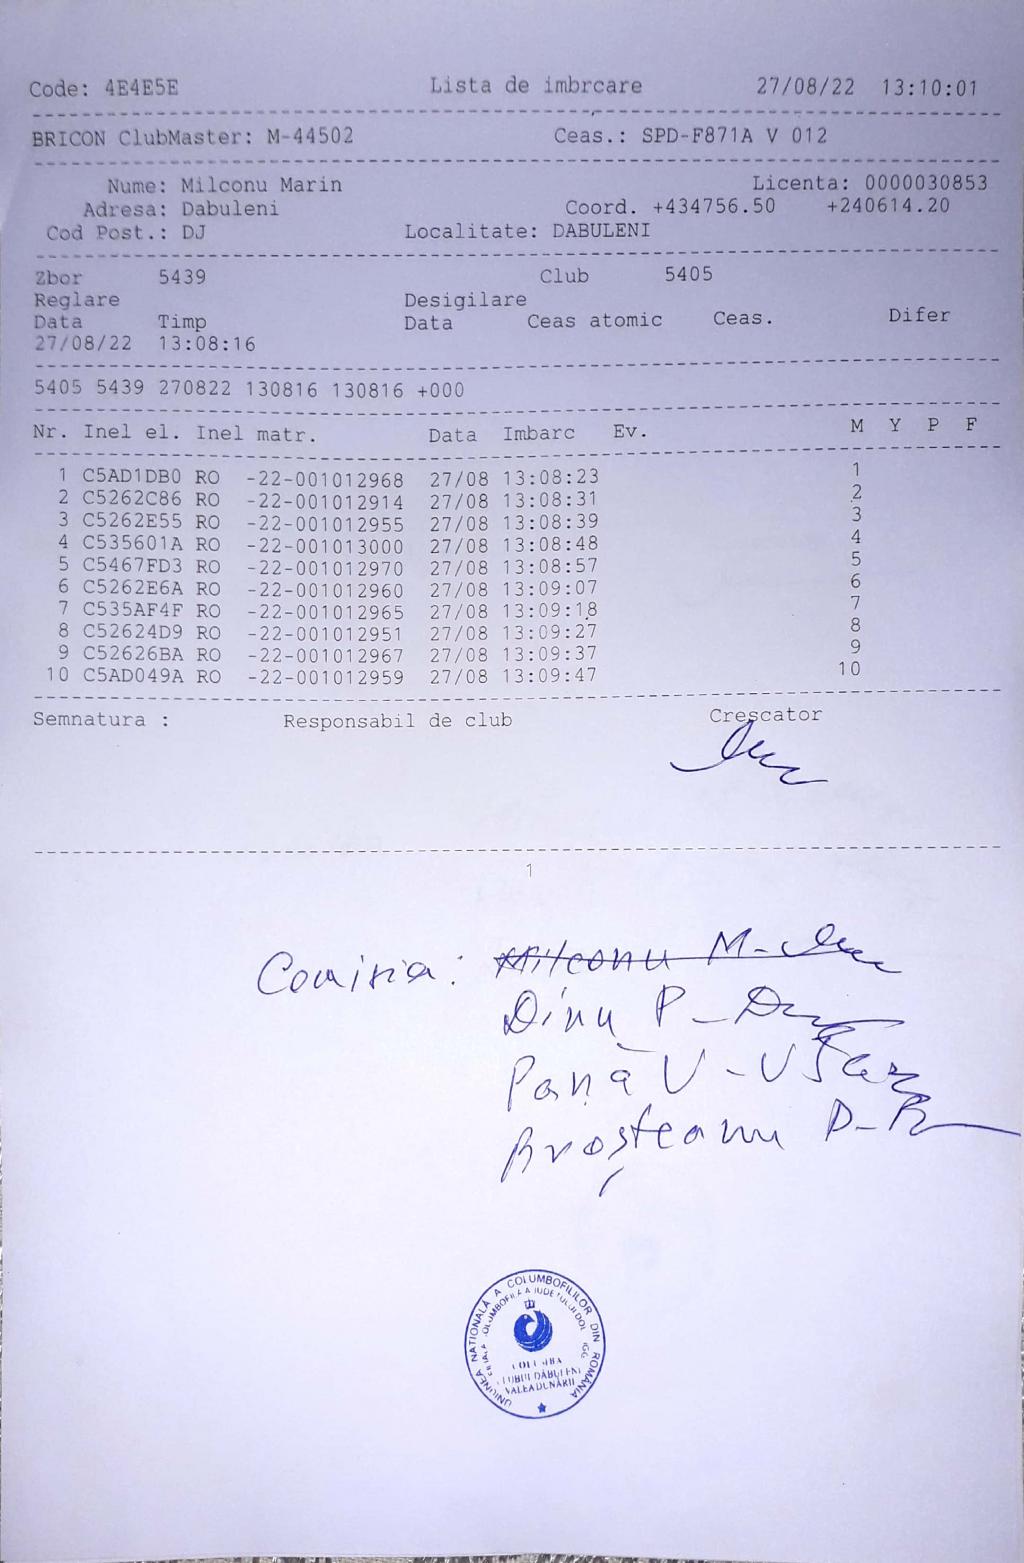 Code: 4E4E5E Lista de imbrcare 27/08/22 13:10:01
BRICON ClubMaster: M-44502 Ceas.: SPD-F871A V 012
Nume: Milconu Marin Licenta: 0000030853
Adresa: Dabuleni Coord. +434756.50 +240614.20
Cod Post.: DJ Localitate: DABULENI
Zbor 5439 Club 5405
Reglare Desigilare
Data Timp Data Ceas atomic Ceas. Difer
27/08/22 13:08:16
5405 5439 270822 130816 130816 +000
Nr. Inel el. Inel matr. Data Imbarc Ev. M Y P F
1 C5AD1DB0 RO -22-001012968 27/08 13:08:23 1
2 C5262C86 RO -22-001012914 27/08 13:08:31 2
3 C5262E55 RO -22-001012955 27/08 13:08:39 3
4 C535601A RO -22-001013000 27/08 13:08:48 4
5 C5467FD3 RO -22-001012970 27/08 13:08:57 5
6 C5262E6A RO -22-001012960 27/08 13:09:07 6
7 C535AF4F RO -22-001012965 27/08 13:09:18 7
8 C52624D9 RO -22-001012951 27/08 13:09:27 8
9 C52626BA RO -22-001012967 27/08 13:09:37 9
10 C5AD049A RO -22-001012959 27/08 13:09:47 10
Semnatura : Responsabil de club Crescator
1
Comisia: Milconu M-
Dinu P-
Pană V-
Broșteanu D-
UNIUNEA NATIONALĂ A COLUMBOFILILOR DIN ROMÂNIA
DĂBULENI
VALEA DUNĂRII